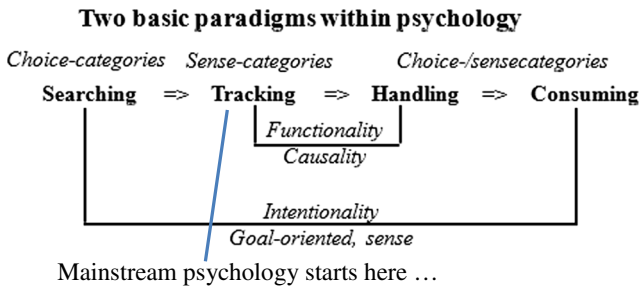 Two basic paradigms within psychology
Choice-categories Sense-categories Choice-/sensecategories
Searching => Tracking => Handling => Consuming
Functionality
Causality
Intentionality
Goal-oriented, sense
Mainstream psychology starts here …